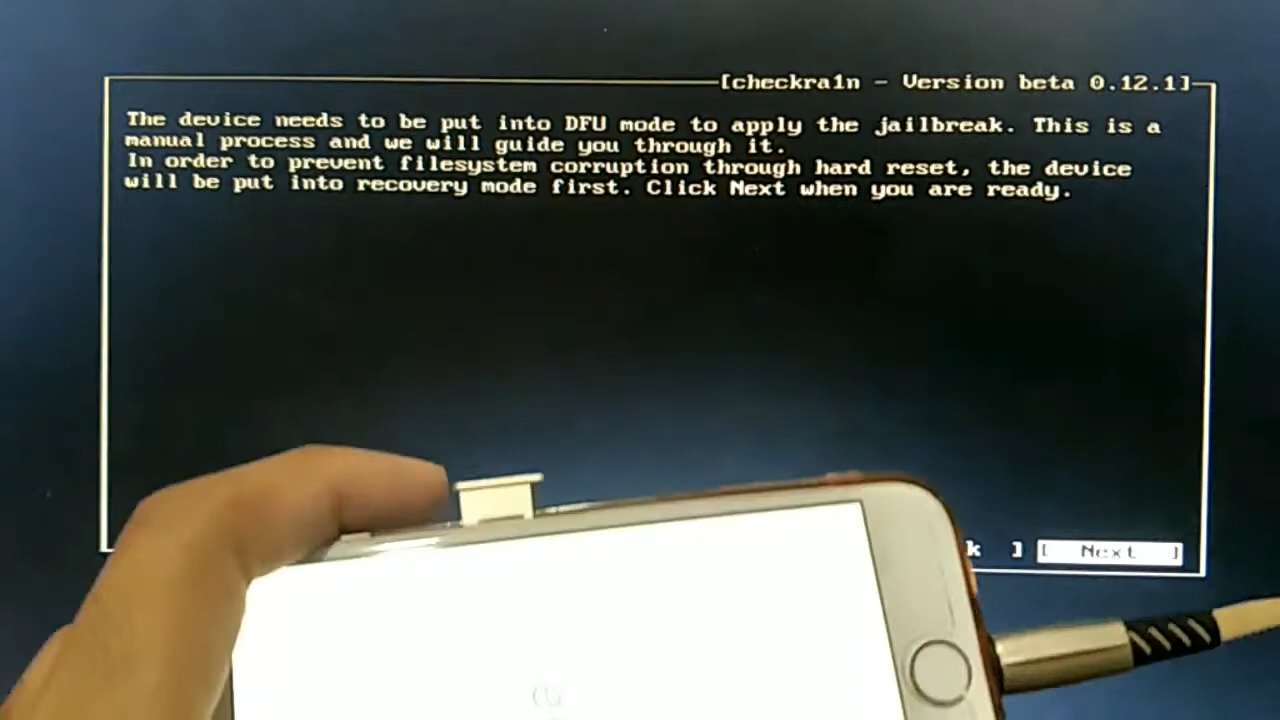 [checkra1n - Version beta 0.12.1]
The device needs to be put into DFU mode to apply the jailbreak. This is a
manual process and we will guide you through it.
In order to prevent filesystem corruption through hard reset, the device
will be put into recovery mode first. Click Next when you are ready.
k ] [ Next ]